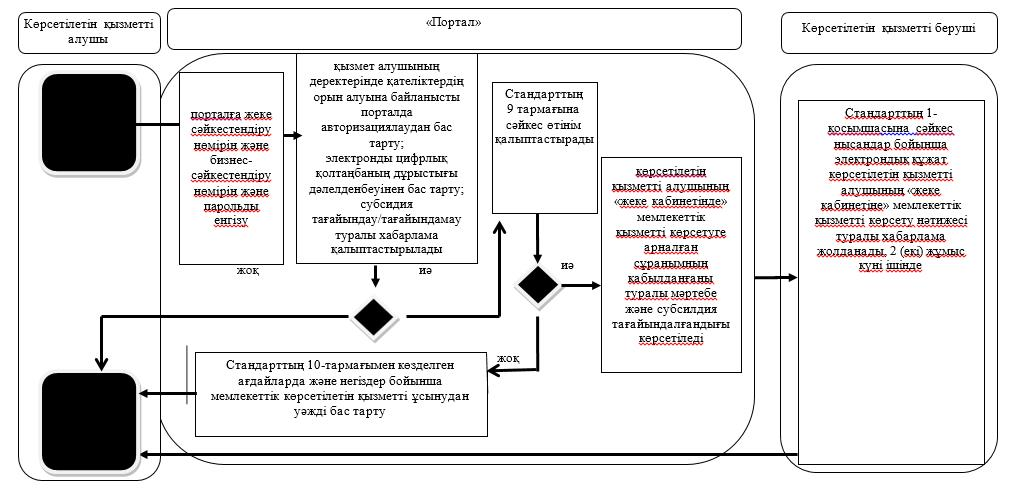 Көрсетілетін қызметті
алушы
«Портал»
Көрсетілетін қызметті беруші
порталға жеке
сәйкестендіру
нөмірін және
бизнес-
сәйкестендіру
нөмірін және
парольды
енгізу
қызмет алушының
деректерінде қателіктердің
орын алуына байланысты
порталда
авторизациялаудан бас
тарту;
электронды цифрлық
қолтаңбаның дұрыстығы
дәлелденбеуінен бас тарту;
субсидия
тағайындау/тағайындамау
туралы хабарлама
қалыптастырылады
Стандарттың
9 тармағына
сәйкес өтінім
қалыптастырады
көрсетілетін
қызметті алушының
«жеке кабинетінде»
мемлекеттік
қызметті көрсетуге
арналған
сұранымның
қабылданғаны
туралы мәртебе
және субсилдия
тағайындалғандығы
көрсетіледі
Стандарттың 1-
қосымшасына сәйкес
нысандар бойынша
электрондық құжат
көрсетілетін қызметті
алушының «жеке
кабинетіне» мемлекеттік
қызметті көрсету нәтижесі
туралы хабарлама
жолданады, 2 (екі) жұмыс
күні ішінде
жоқ
иә
иә
жоқ
Стандарттың 10-тармағымен көзделген
ағдайларда және негіздер бойынша
мемлекеттік көрсетілетін қызметті ұсынудан
уәжді бас тарту